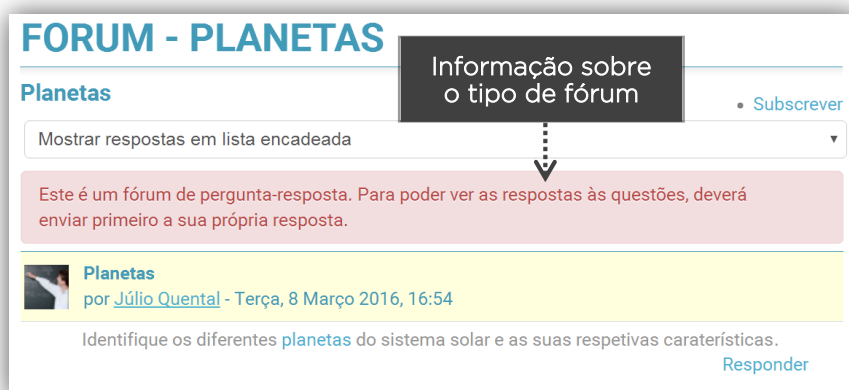 FORUM - PLANETAS
Informação sobre
o tipo de fórum
Planetas
Subscrever
Mostrar respostas em lista encadeada
Este é um fórum de pergunta-resposta. Para poder ver as respostas às questões, deverá
enviar primeiro a sua própria resposta.
Planetas
por Júlio Quental - Terça, 8 Março 2016, 16:54
Identifique os diferentes planetas do sistema solar e as suas respetivas caraterísticas.
Responder